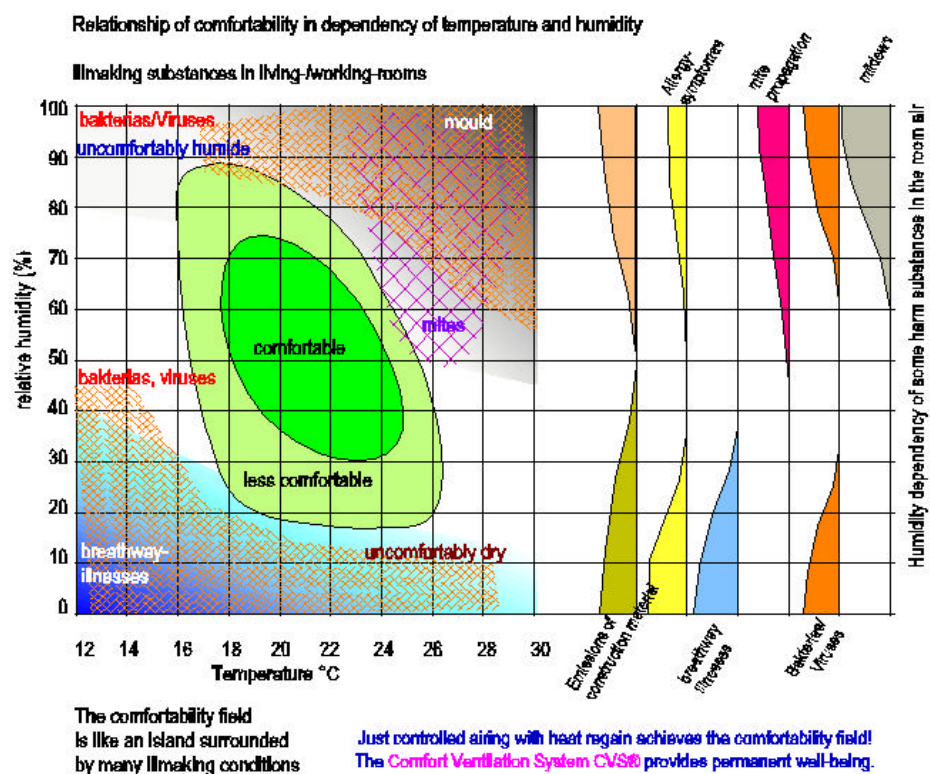 Relationship of comfortability in dependency of temperature and humidity
illmaking substances in living-/working-rooms
Allergy-
symptomes
mite
propagation
mildews
100
90
80
70
60
50
40
30
20
10
0
relative humidity (%)
bakterias/Viruses
uncomfortably humide
mould
mites
comfortable
bakterias, viruses
less comfortable
breathway-
illnesses
uncomfortably dry
Humidity dependency of some harm substances in the room air
12 14 16 18 20 22 24 26 28 30
Temperature °C
Emissions of
construction material
breathway
illnesses
Bakterias/
Viruses
The comfortability field
is like an island surrounded
by many illmaking conditions
Just controlled airing with heat regain achieves the comfortability field!
The Comfort Ventilation System CVS® provides permanent well-being.